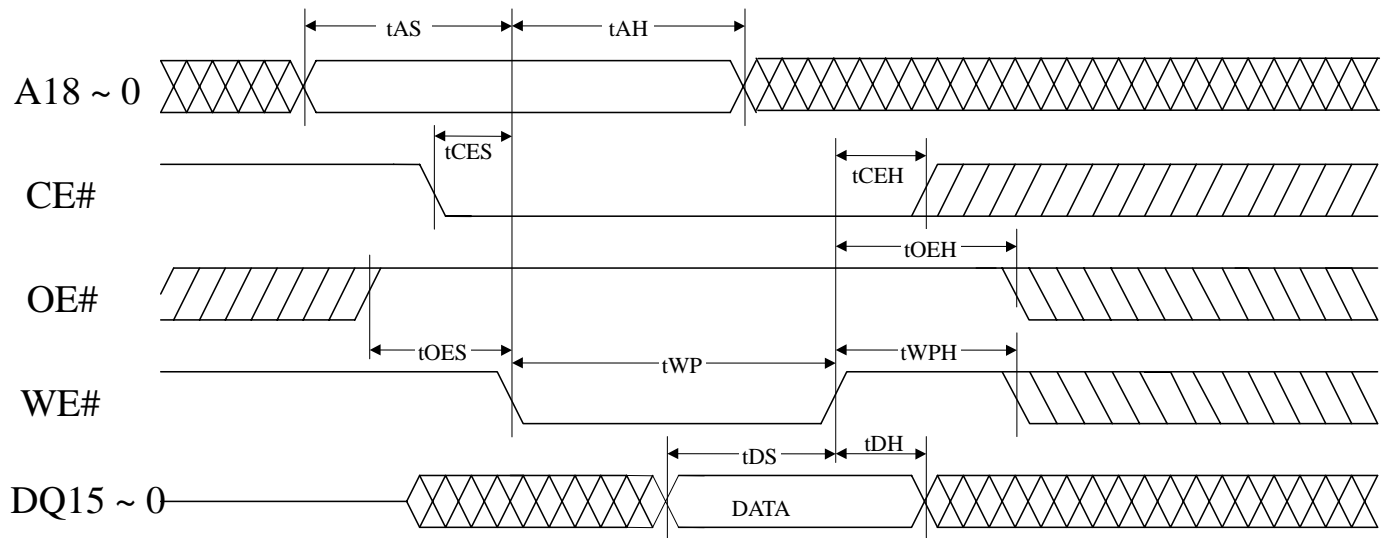 tAS tAH
A18 ~ 0
tCES
tCEH
CE#
tOEH
OE#
tOES tWP tWPH
WE#
tDS tDH
DQ15 ~ 0 DATA